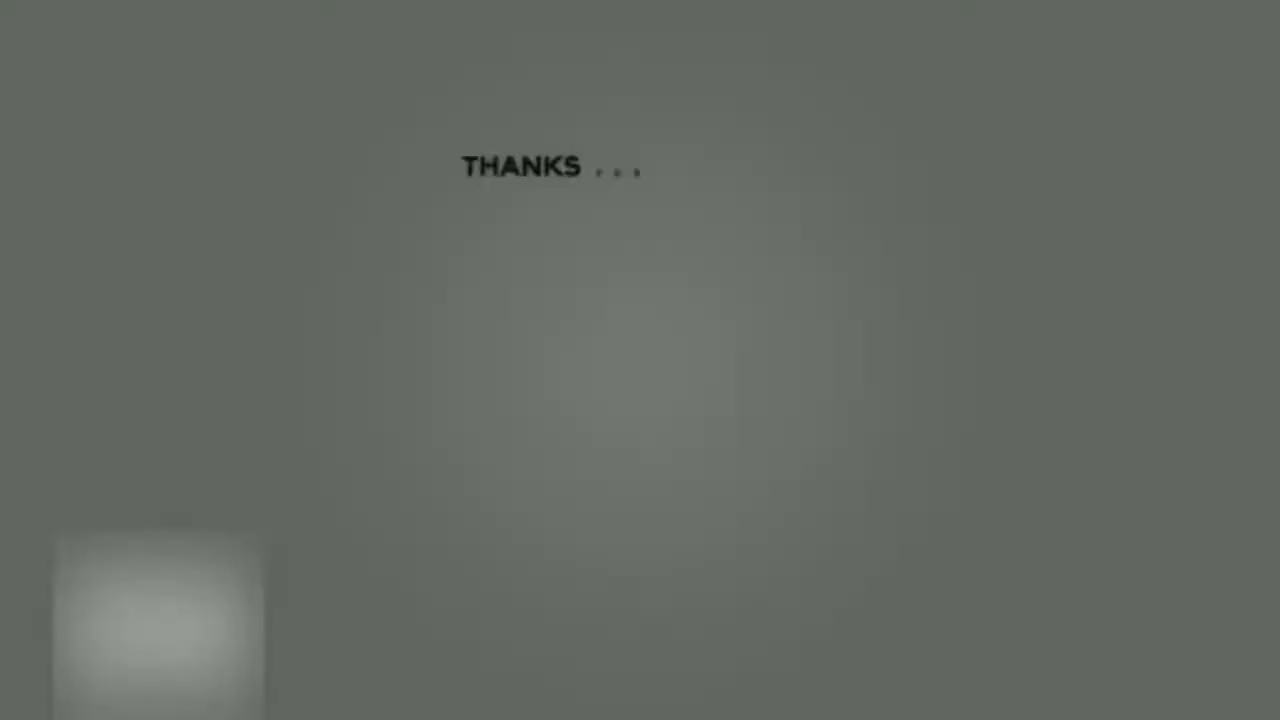 THANKS . . .